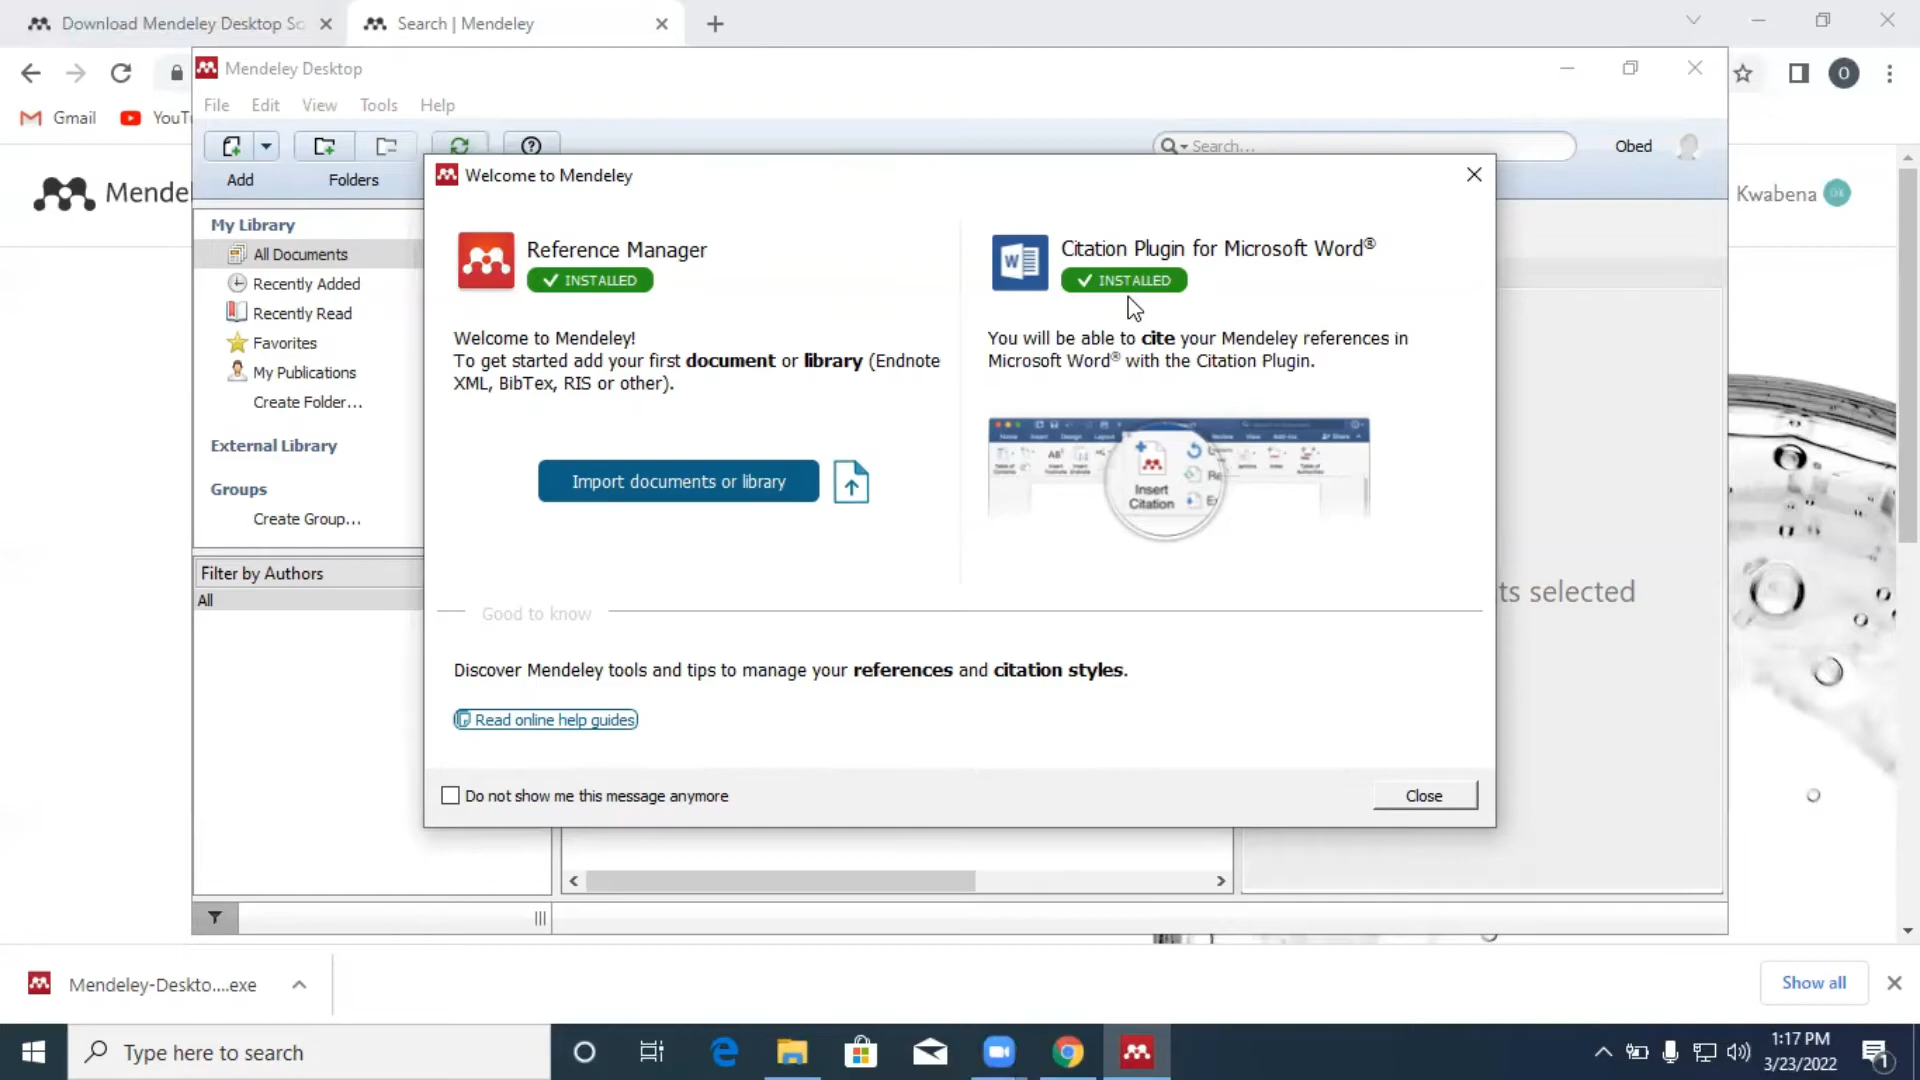 Download Mendeley Desktop So
Search | Mendeley
Mendeley Desktop
O
File Edit View Tools Help
Gmail
YouTu
Search...
Obed
Add
Folders
Mende
Kwabena
OK
Welcome to Mendeley
My Library
All Documents
Recently Added
Recently Read
Favorites
My Publications
Create Folder...
External Library
Groups
Create Group...
Filter by Authors
All
Reference Manager
INSTALLED
Welcome to Mendeley!
To get started add your first document or library (Endnote
XML, BibTex, RIS or other).
Import documents or library
Citation Plugin for Microsoft Word®
INSTALLED
You will be able to cite your Mendeley references in
Microsoft Word® with the Citation Plugin.
Insert
Citation
ts selected
Good to know
Discover Mendeley tools and tips to manage your references and citation styles.
Read online help guides
Do not show me this message anymore
Close
Mendeley-Deskto....exe
Show all
Type here to search
1:17 PM
3/23/2022
1